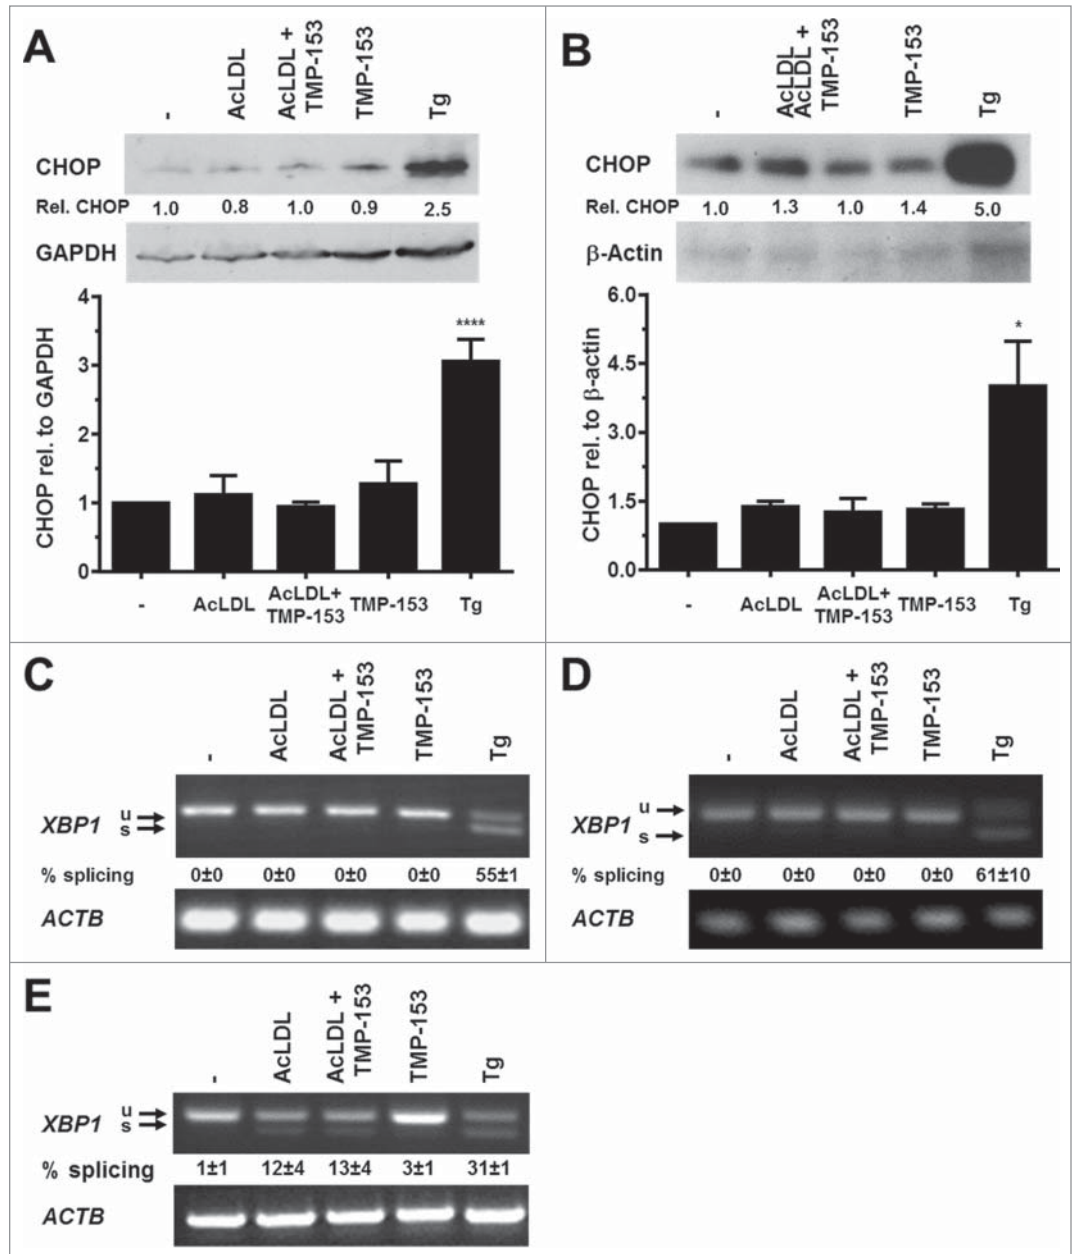 A
-
AcLDL
AcLDL +
TMP-153
TMP-153
Tg
CHOP
Rel. CHOP 1.0 0.8 1.0 0.9 2.5
GAPDH
CHOP rel. to GAPDH
4
3
2
1
0
****
- AcLDL AcLDL+ TMP-153 Tg
TMP-153
B
-
AcLDL
AcLDL +
TMP-153
TMP-153
Tg
CHOP
Rel. CHOP 1.0 1.3 1.0 1.4 5.0
β-Actin
CHOP rel. to β-actin
6.0
4.5
3.0
1.5
0.0
*
- AcLDL AcLDL+ TMP-153 Tg
TMP-153
C
-
AcLDL
AcLDL +
TMP-153
TMP-153
Tg
u
XBP1
s
% splicing 0±0 0±0 0±0 0±0 55±1
ACTB
D
-
AcLDL
AcLDL +
TMP-153
TMP-153
Tg
u
XBP1
s
% splicing 0±0 0±0 0±0 0±0 61±10
ACTB
E
-
AcLDL
AcLDL +
TMP-153
TMP-153
Tg
u
XBP1
s
% splicing 1±1 12±4 13±4 3±1 31±1
ACTB